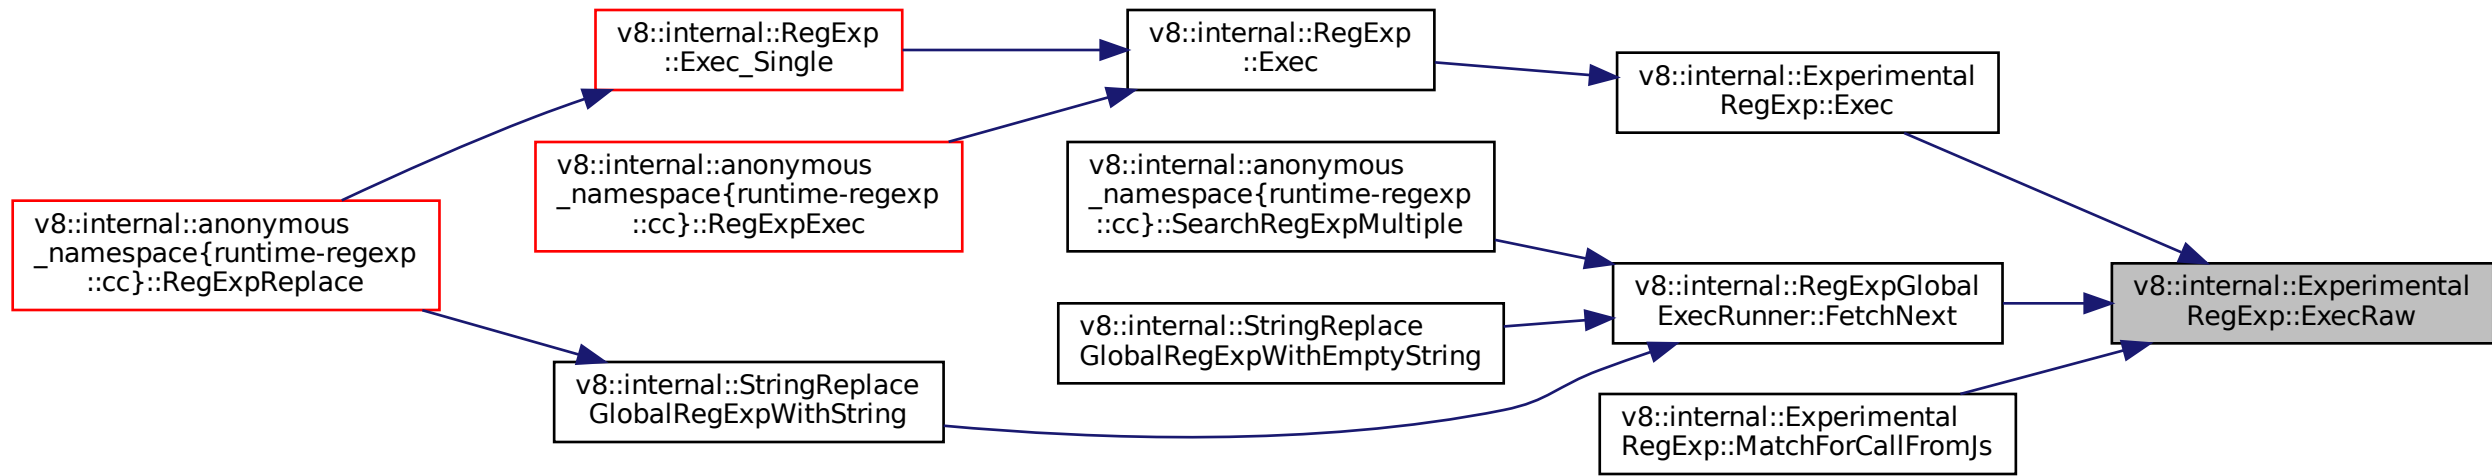 v8::internal::RegExp
::Exec_Single
v8::internal::RegExp
::Exec
v8::internal::Experimental
RegExp::Exec
v8::internal::anonymous
_namespace{runtime-regexp
::cc}::RegExpExec
v8::internal::anonymous
_namespace{runtime-regexp
::cc}::SearchRegExpMultiple
v8::internal::anonymous
_namespace{runtime-regexp
::cc}::RegExpReplace
v8::internal::RegExpGlobal
ExecRunner::FetchNext
v8::internal::Experimental
RegExp::ExecRaw
v8::internal::StringReplace
GlobalRegExpWithEmptyString
v8::internal::StringReplace
GlobalRegExpWithString
v8::internal::Experimental
RegExp::MatchForCallFromJs